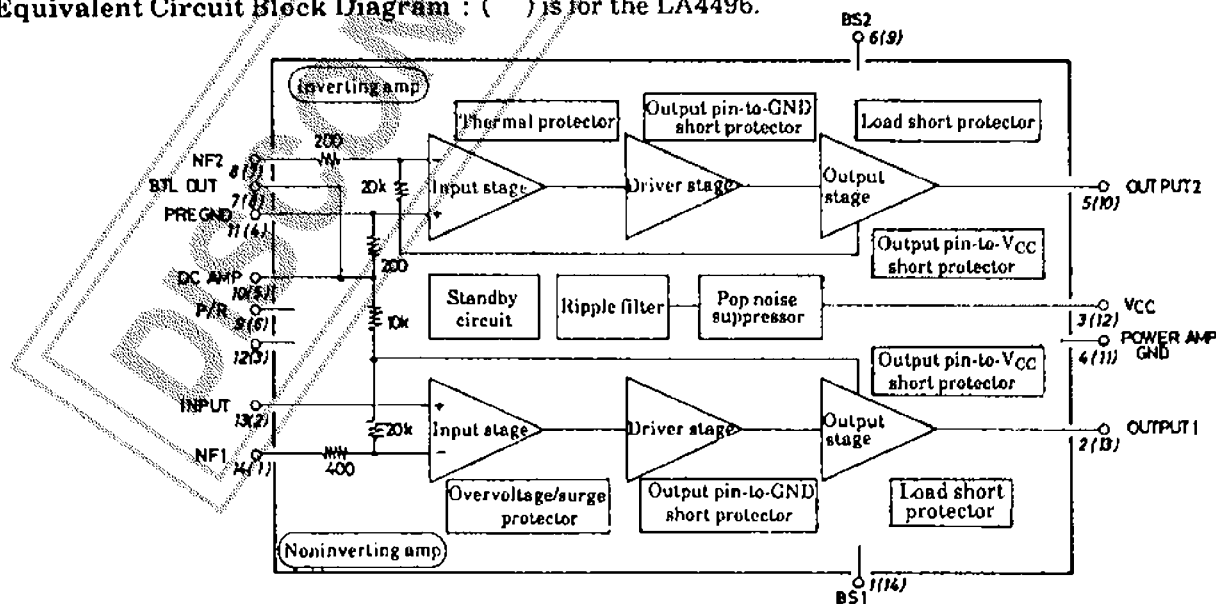 Equivalent Circuit Block Diagram : ( ) is for the LA4496.
BS2
6(9)
Inverting amp
Thermal protector
Output pin-to-GND
short protector
Load short protector
NF2
8(7)
200
BTL OUT
7(8)
20k
Input stage
Driver stage
Output
stage
OUTPUT2
5(10)
PRE GND
11(4)
200
Output pin-to-VCC
short protector
DC AMP
10(5)
Standby
circuit
Ripple filter
Pop noise
suppressor
VCC
3(12)
P/R
9(6)
10k
POWER AMP
GND
4(11)
12(3)
Output pin-to-VCC
short protector
INPUT
13(2)
20k
Input stage
Driver stage
Output
stage
OUTPUT1
2(13)
NF1
14(1)
400
Overvoltage/surge
protector
Output pin-to-GND
short protector
Load short
protector
Noninverting amp
BS1
1(14)
DISCON